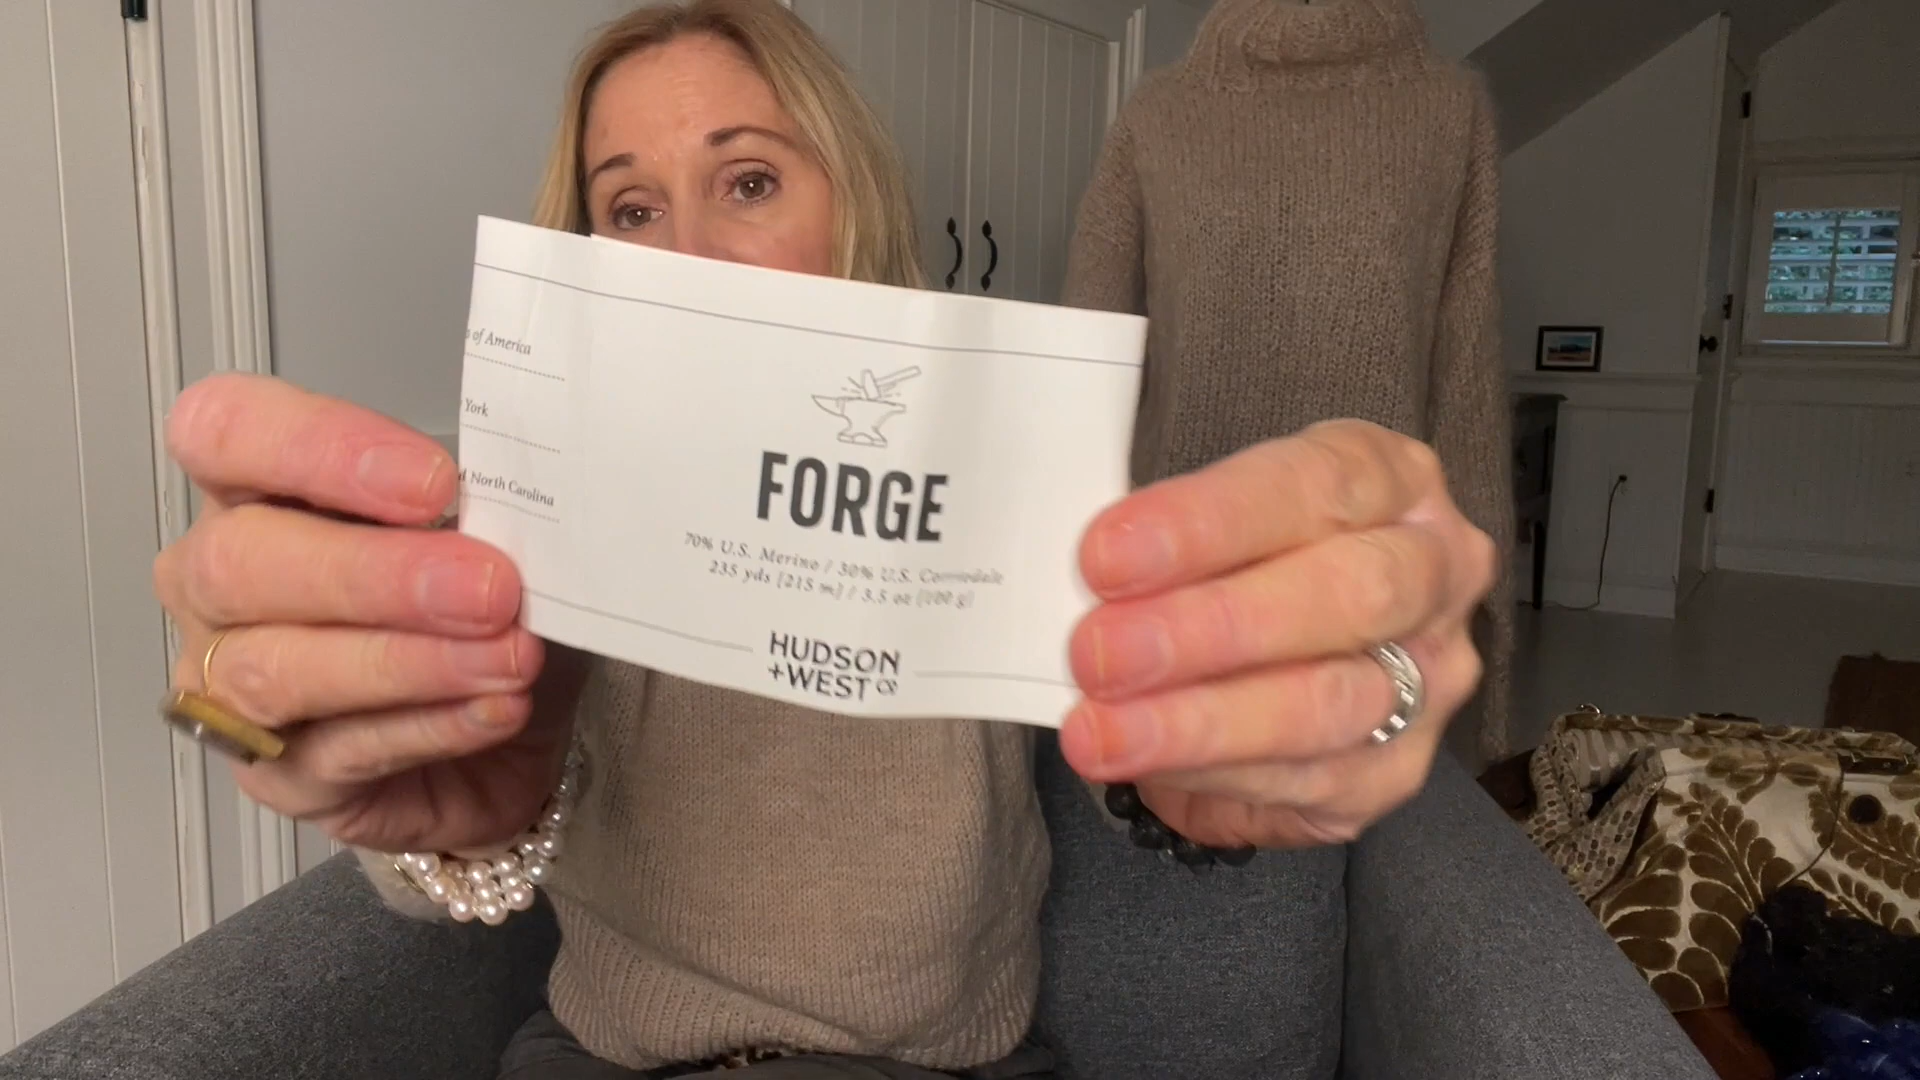 of America
York
North Carolina
FORGE
70% U.S. Merino / 30% U.S. Corriedale
235 yds [215 m] / 3.5 oz [100 g]
HUDSON
+WEST CO